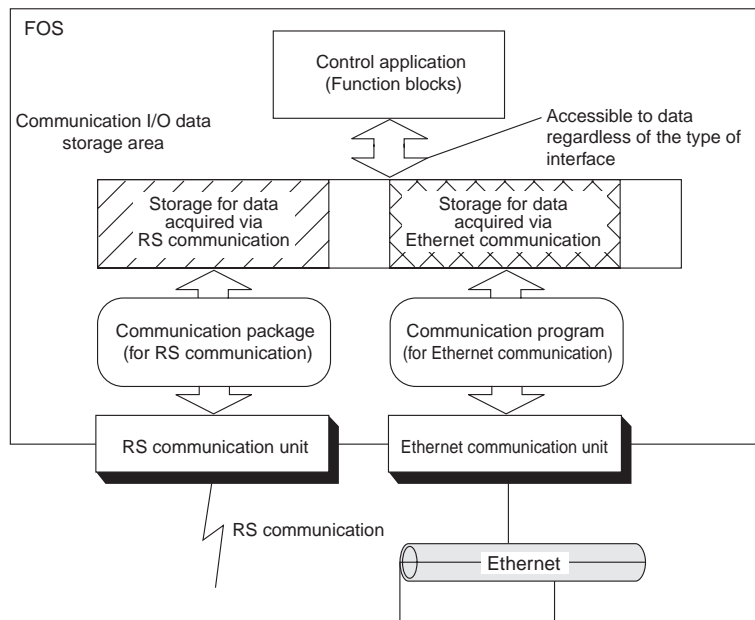 FOS
Control application
(Function blocks)
Communication I/O data
storage area
Accessible to data
regardless of the type of
interface
Storage for data
acquired via
RS communication
Storage for data
acquired via
Ethernet communication
Communication package
(for RS communication)
Communication program
(for Ethernet communication)
RS communication unit
Ethernet communication unit
RS communication
Ethernet